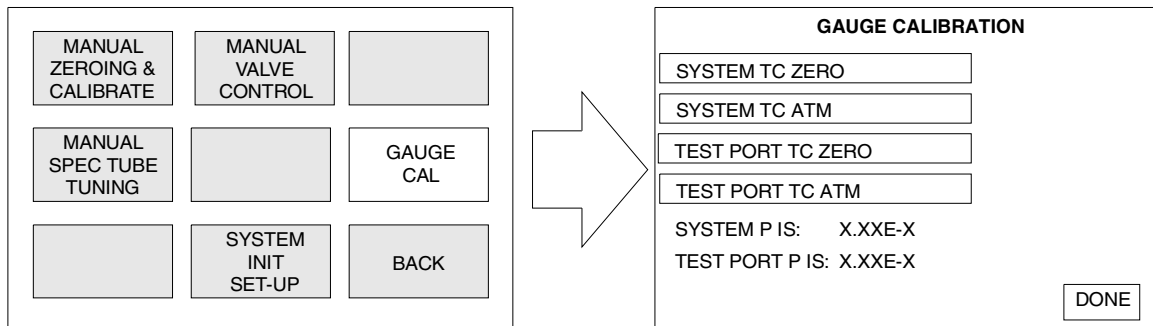 MANUAL
ZEROING &
CALIBRATE
MANUAL
VALVE
CONTROL
MANUAL
SPEC TUBE
TUNING
GAUGE
CAL
SYSTEM
INIT
SET-UP
BACK
GAUGE CALIBRATION
SYSTEM TC ZERO
SYSTEM TC ATM
TEST PORT TC ZERO
TEST PORT TC ATM
SYSTEM P IS: X.XXE-X
TEST PORT P IS: X.XXE-X
DONE